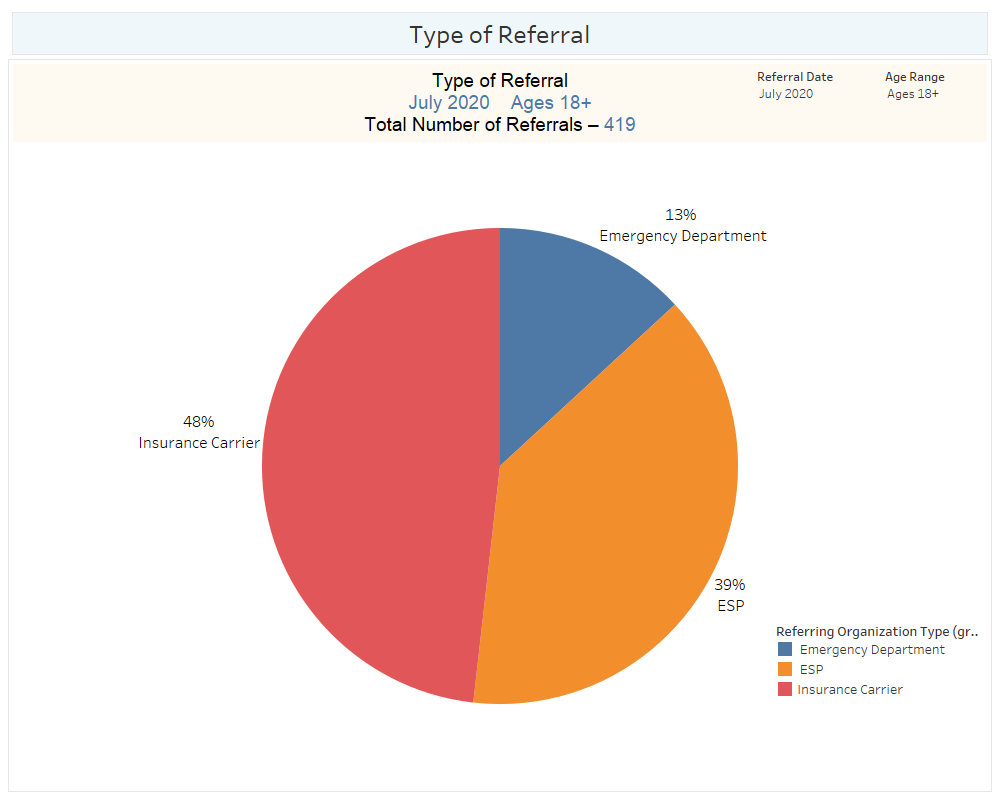 Type of Referral
Type of Referral
July 2020 Ages 18+
Total Number of Referrals – 419
Referral Date
July 2020
Age Range
Ages 18+
13%
Emergency Department
48%
Insurance Carrier
39%
ESP
Referring Organization Type (gr..
Emergency Department
ESP
Insurance Carrier